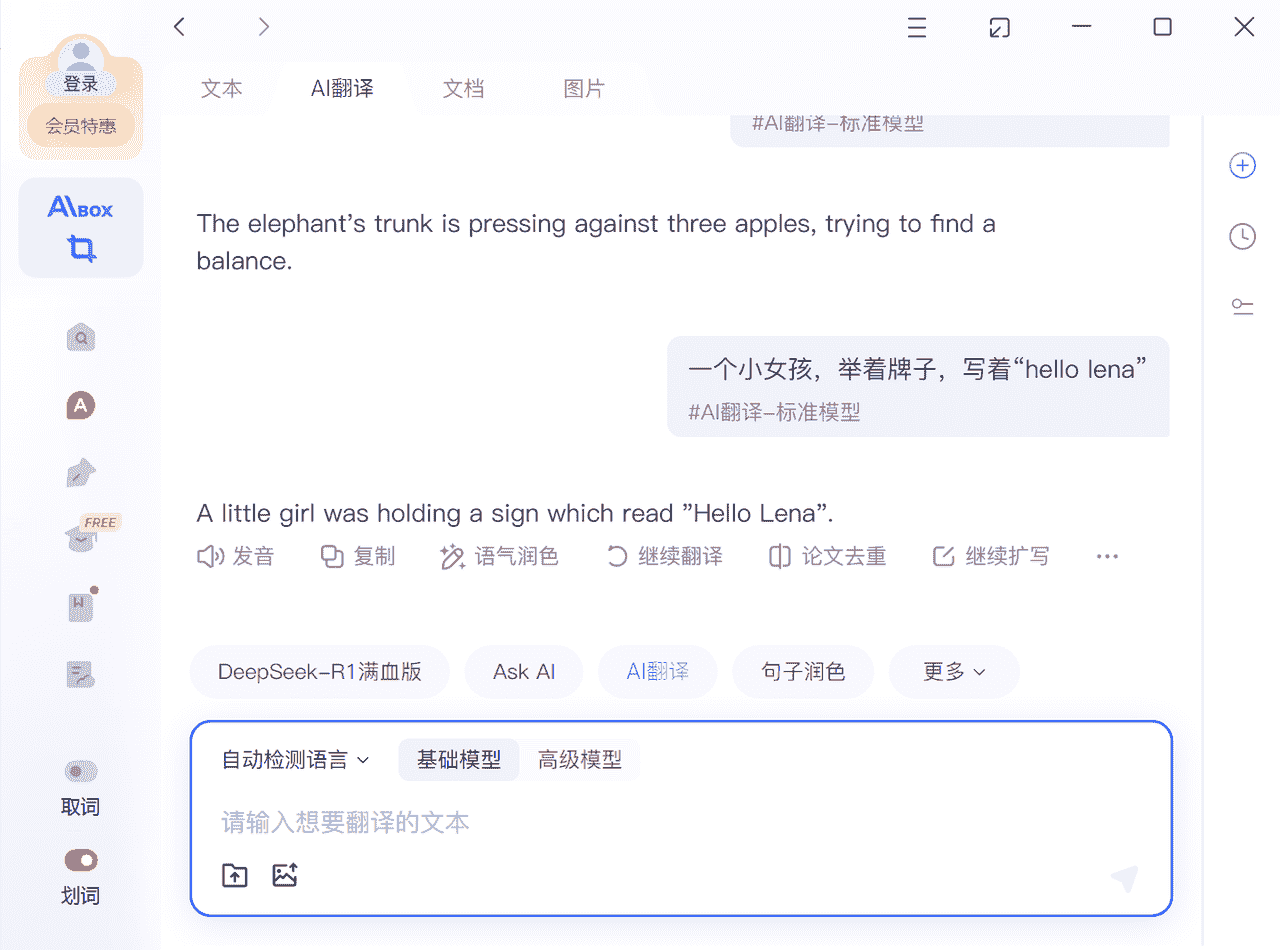 登录
会员特惠
AIBOX
FREE
取词
划词
文本
AI翻译
文档
图片
#AI翻译–标准模型
The elephant's trunk is pressing against three apples, trying to find a
balance.
一个小女孩，举着牌子，写着“hello lena”
#AI翻译–标准模型
A little girl was holding a sign which read ”Hello Lena”.
发音
复制
语气润色
继续翻译
论文去重
继续扩写
DeepSeek–R1满血版
Ask AI
AI翻译
句子润色
更多
自动检测语言
基础模型
高级模型
请输入想要翻译的文本